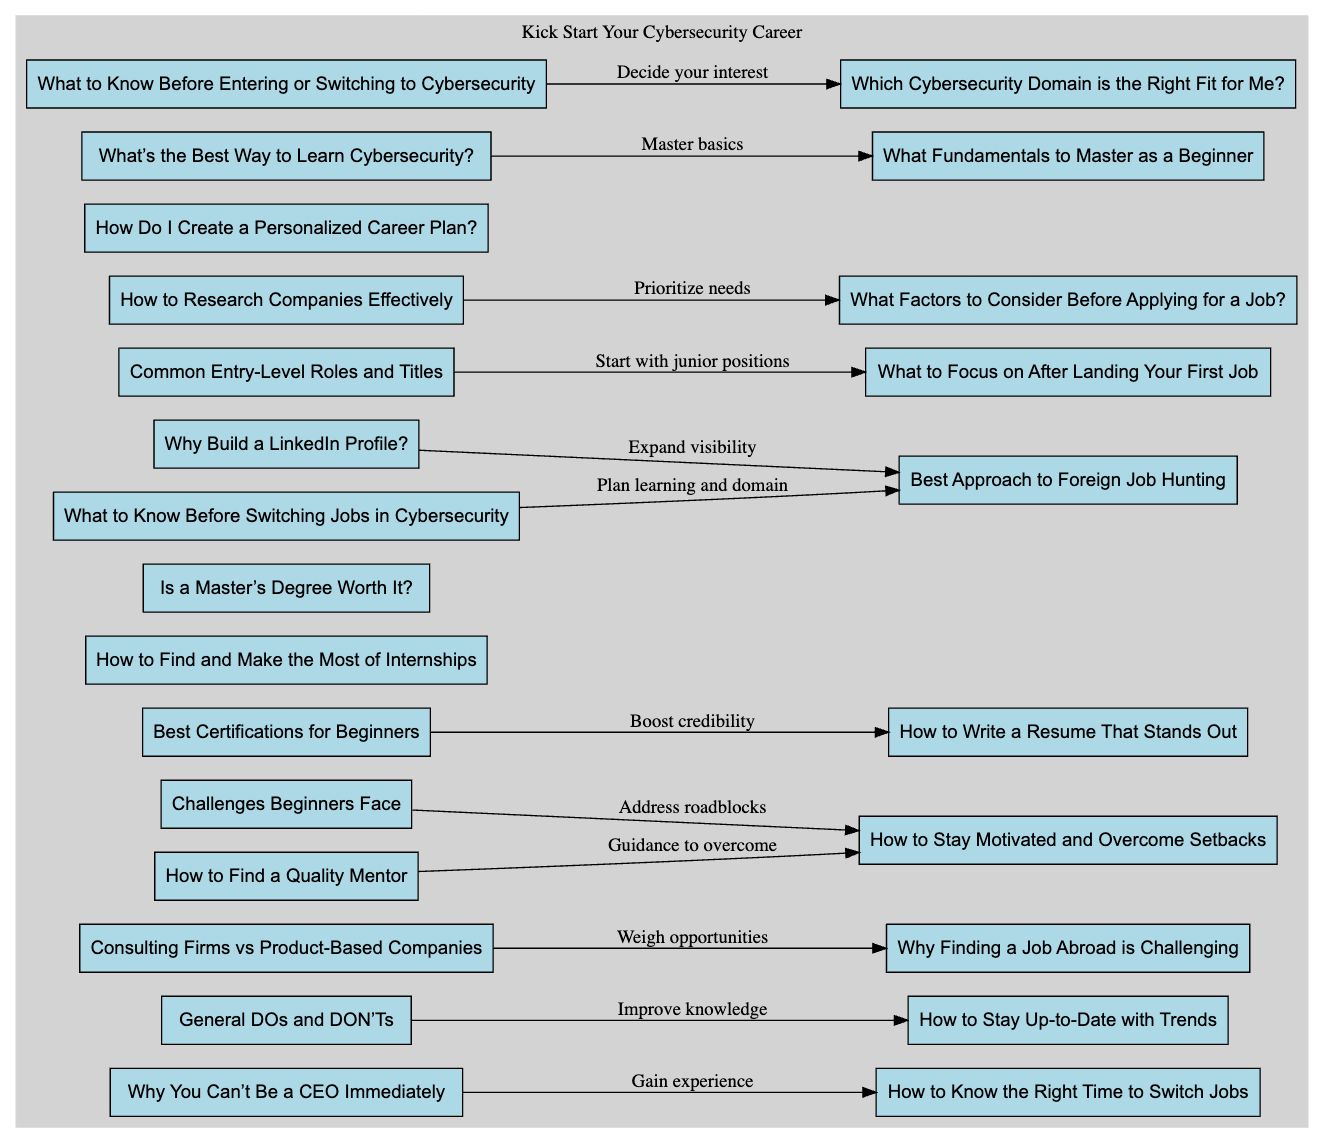 Kick Start Your Cybersecurity Career
What to Know Before Entering or Switching to Cybersecurity
Decide your interest
Which Cybersecurity Domain is the Right Fit for Me?
What’s the Best Way to Learn Cybersecurity?
Master basics
What Fundamentals to Master as a Beginner
How Do I Create a Personalized Career Plan?
How to Research Companies Effectively
Prioritize needs
What Factors to Consider Before Applying for a Job?
Common Entry-Level Roles and Titles
Start with junior positions
What to Focus on After Landing Your First Job
Why Build a LinkedIn Profile?
Expand visibility
Best Approach to Foreign Job Hunting
Plan learning and domain
What to Know Before Switching Jobs in Cybersecurity
Is a Master’s Degree Worth It?
How to Find and Make the Most of Internships
Best Certifications for Beginners
Boost credibility
How to Write a Resume That Stands Out
Challenges Beginners Face
Address roadblocks
How to Stay Motivated and Overcome Setbacks
Guidance to overcome
How to Find a Quality Mentor
Consulting Firms vs Product-Based Companies
Weigh opportunities
Why Finding a Job Abroad is Challenging
General DOs and DON’Ts
Improve knowledge
How to Stay Up-to-Date with Trends
Why You Can’t Be a CEO Immediately
Gain experience
How to Know the Right Time to Switch Jobs